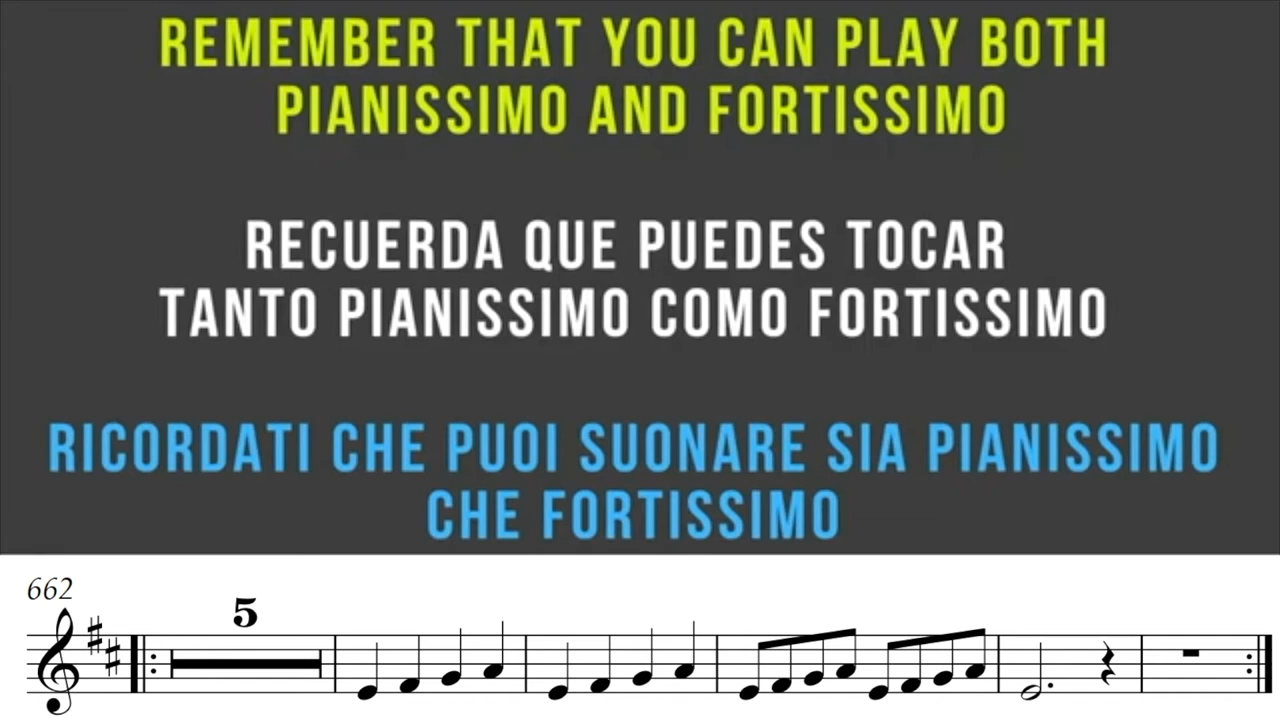 REMEMBER THAT YOU CAN PLAY BOTH
PIANISSIMO AND FORTISSIMO
RECUERDA QUE PUEDES TOCAR
TANTO PIANISSIMO COMO FORTISSIMO
RICORDATI CHE PUOI SUONARE SIA PIANISSIMO
CHE FORTISSIMO
662
5